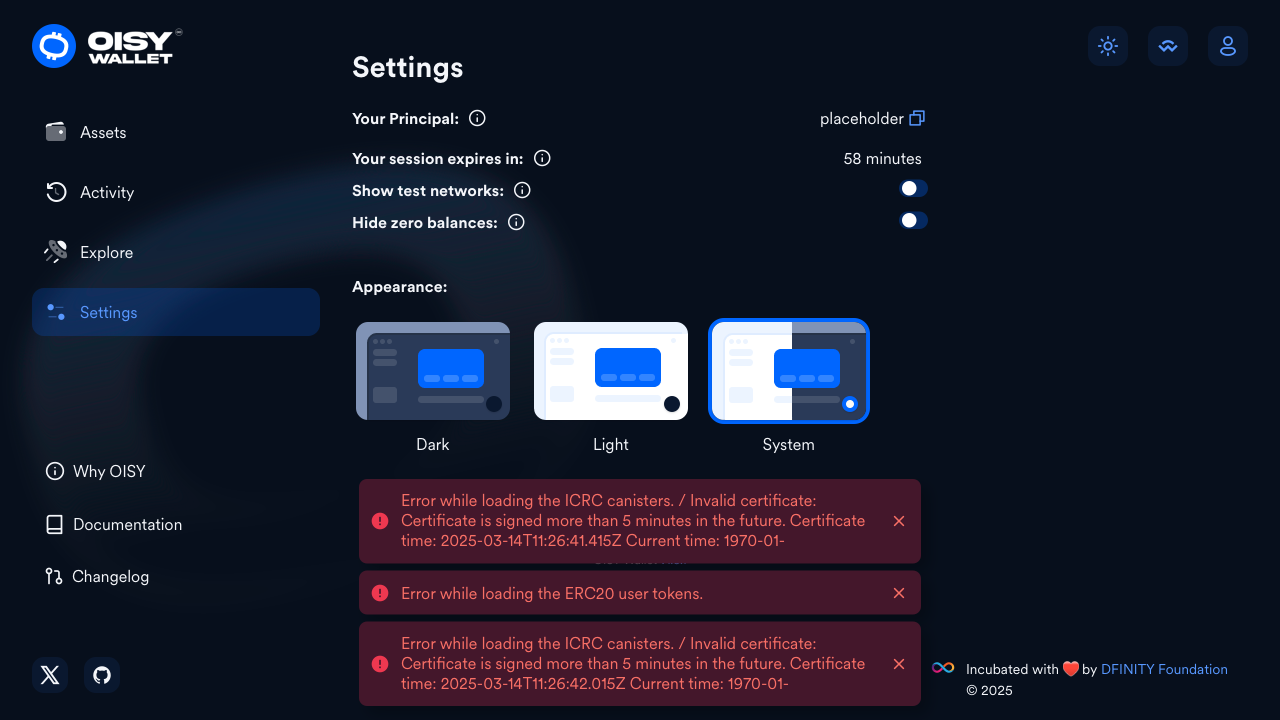 OISY
WALLET
Settings
Your Principal:
placeholder
Your session expires in:
58 minutes
Show test networks:
Hide zero balances:
Appearance:
Dark
Light
System
Assets
Activity
Explore
Settings
Why OISY
Documentation
Changelog
Error while loading the ICRC canisters. / Invalid certificate:
Certificate is signed more than 5 minutes in the future. Certificate
time: 2025-03-14T11:26:41.415Z Current time: 1970-01-
Error while loading the ERC20 user tokens.
Error while loading the ICRC canisters. / Invalid certificate:
Certificate is signed more than 5 minutes in the future. Certificate
time: 2025-03-14T11:26:42.015Z Current time: 1970-01-
Incubated with ❤️ by DFINITY Foundation
© 2025